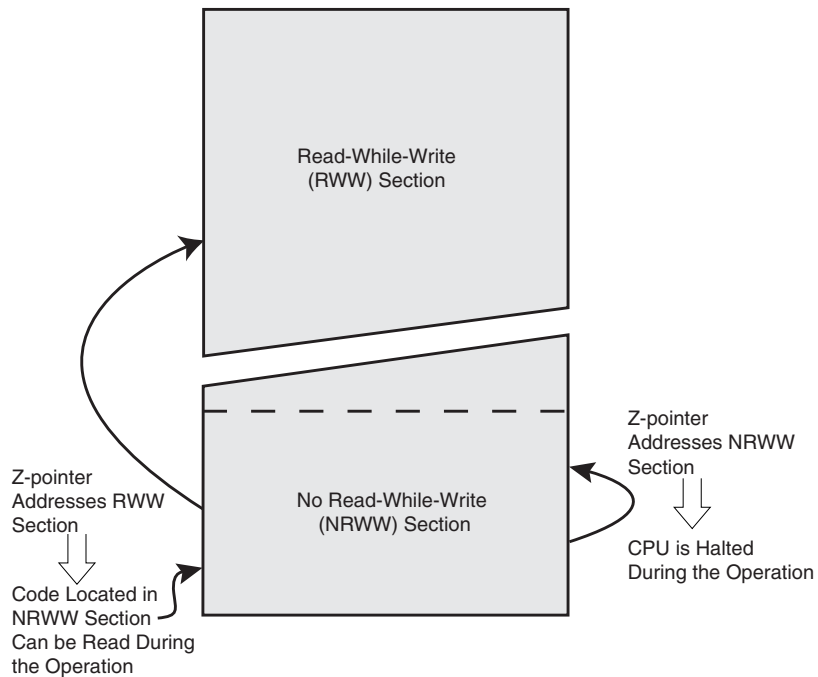 Read-While-Write
(RWW) Section
Z-pointer
Addresses NRWW
Section
Z-pointer
Addresses RWW
Section
No Read-While-Write
(NRWW) Section
CPU is Halted
During the Operation
Code Located in
NRWW Section
Can be Read During
the Operation